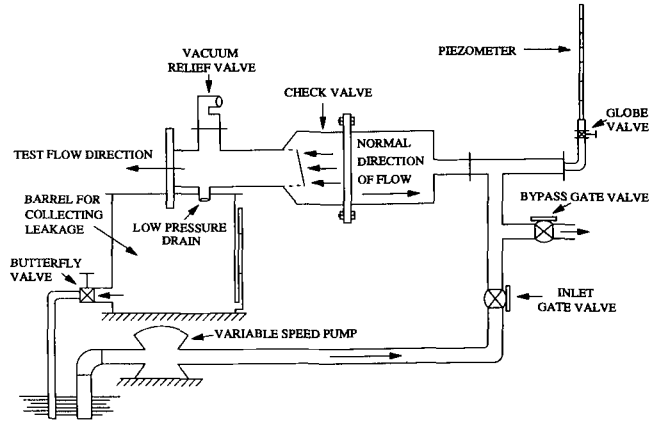 PIEZOMETER
VACUUM
RELIEF VALVE
CHECK VALVE
GLOBE
VALVE
TEST FLOW DIRECTION
NORMAL
DIRECTION
OF FLOW
BARREL FOR
COLLECTING
LEAKAGE
LOW PRESSURE
DRAIN
BYPASS GATE VALVE
BUTTERFLY
VALVE
INLET
GATE VALVE
VARIABLE SPEED PUMP